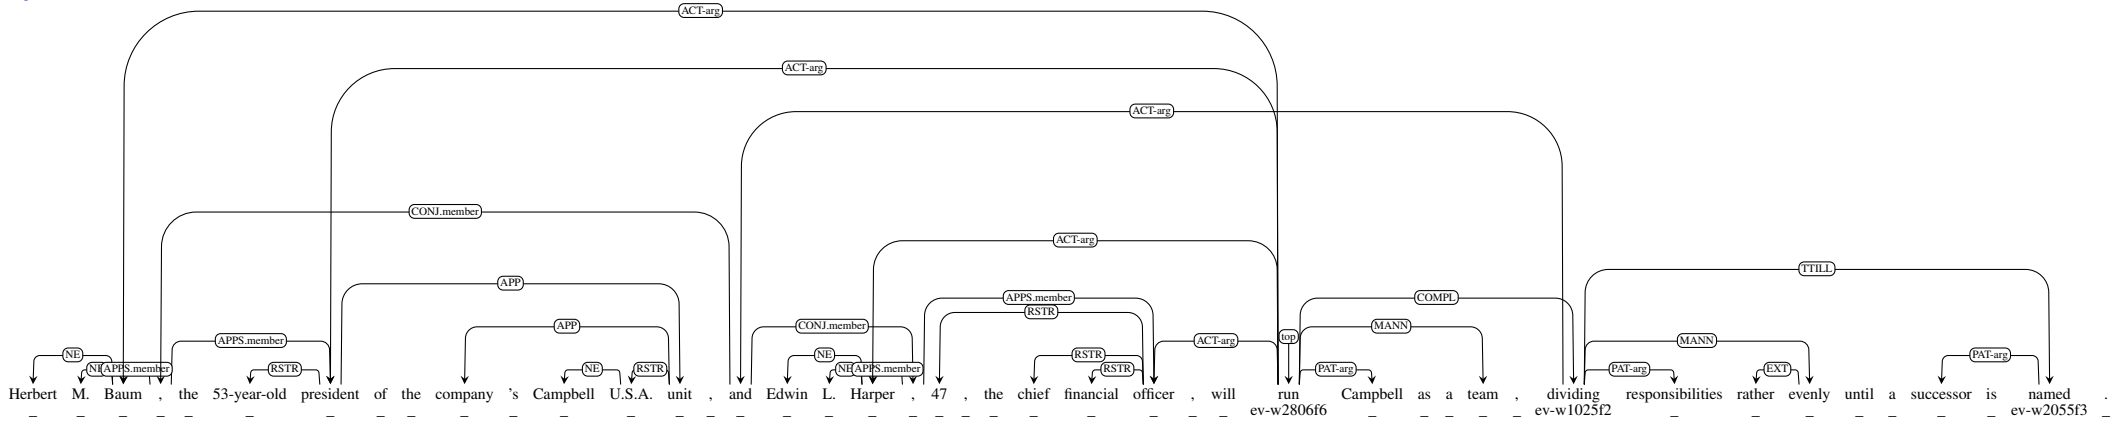 ACT-arg
ACT-arg
ACT-arg
CONJ.member
ACT-arg
TTILL
APP
APPS.member COMPL
RSTR
APP CONJ.member MANN
APPS.member ACT-arg top MANN
NE NE RSTR PAT-arg
NE APPS.member RSTR NE RSTR NE APPS.member RSTR PAT-arg PAT-arg EXT
Herbert M. Baum , the 53-year-old president of the company 's Campbell U.S.A. unit , and Edwin L. Harper , 47 , the chief financial officer , will run Campbell as a team , dividing responsibilities rather evenly until a successor is named .
_ _ _ _ _ _ _ _ _ _ _ _ _ _ _ _ _ _ _ _ _ _ _ _ _ _ _ _ ev-w2806f6 _ _ _ _ _ ev-w1025f2 _ _ _ _ _ _ _ ev-w2055f3 _